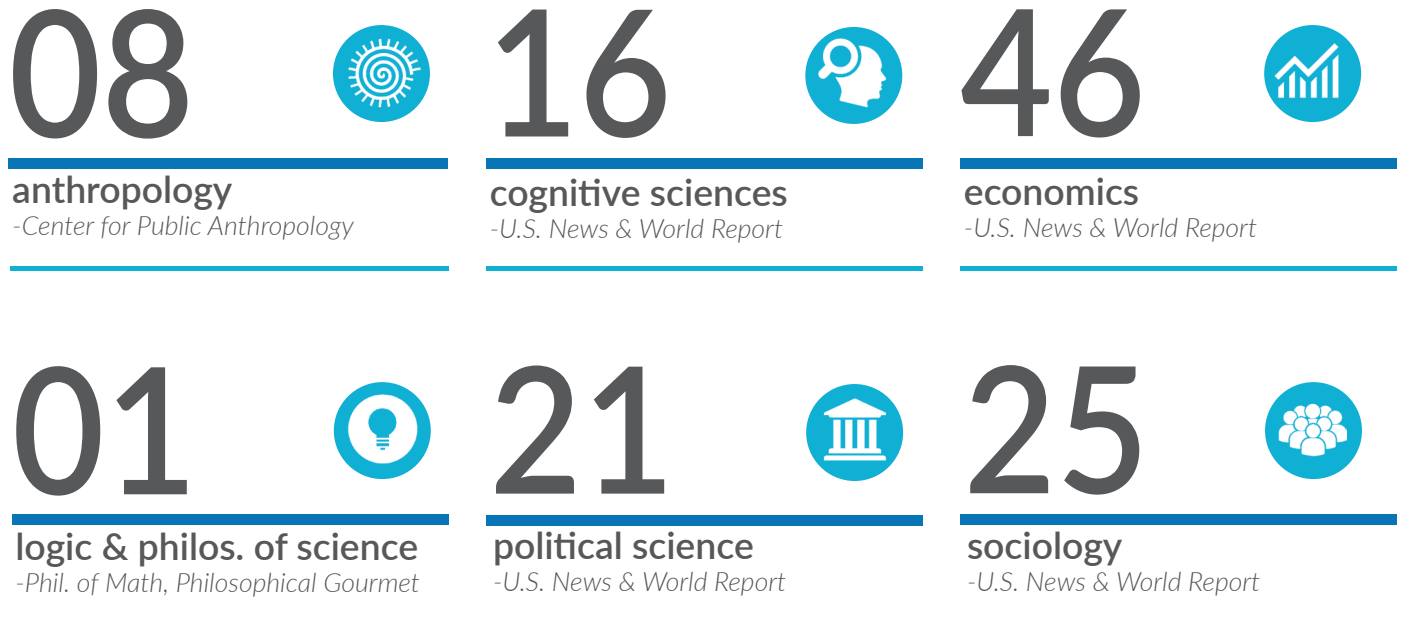 08
anthropology
-Center for Public Anthropology
16
cognitive sciences
-U.S. News & World Report
46
economics
-U.S. News & World Report
01
logic & philos. of science
-Phil. of Math, Philosophical Gourmet
21
political science
-U.S. News & World Report
25
sociology
-U.S. News & World Report